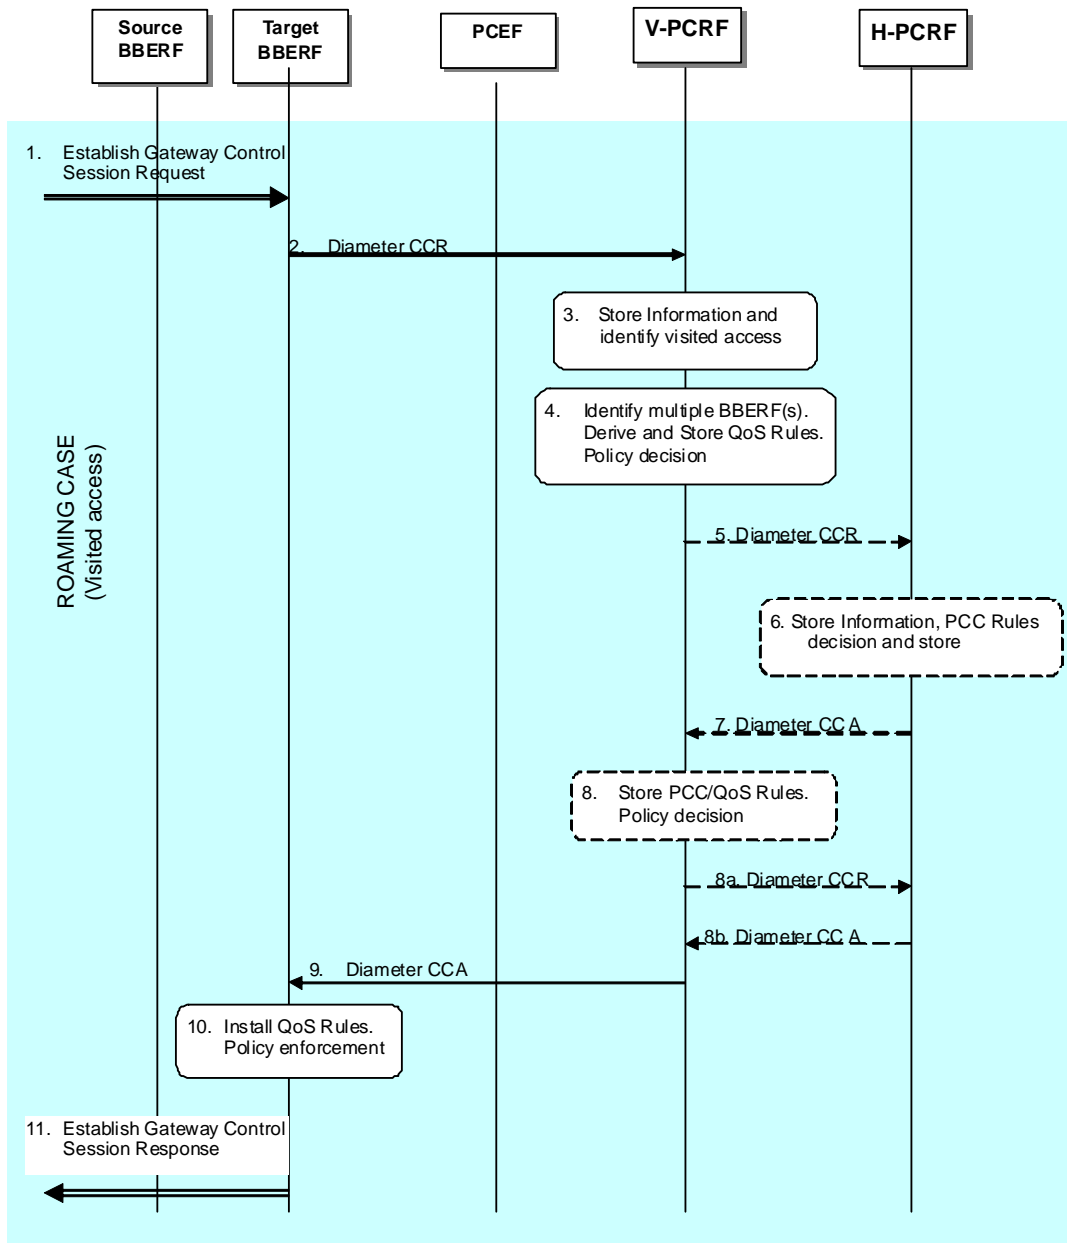 Source
BBERF
Target
BBERF
PCEF
V-PCRF
H-PCRF
1. Establish Gateway Control
Session Request
2. Diameter CCR
3. Store Information and
identify visited access
4. Identify multiple BBERF(s).
Derive and Store QoS Rules.
Policy decision
ROAMING CASE
(Visited access)
5. Diameter CCR
6. Store Information, PCC Rules
decision and store
7. Diameter CCA
8. Store PCC/QoS Rules.
Policy decision
8a. Diameter CCR
8b. Diameter CCA
9. Diameter CCA
10. Install QoS Rules.
Policy enforcement
11. Establish Gateway Control
Session Response